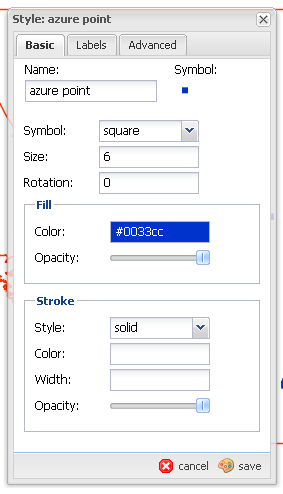 Style: azure point
Basic Labels Advanced
Name: Symbol:
azure point
Symbol: square
Size: 6
Rotation: 0
Fill
Color: #0033cc
Opacity:
Stroke
Style: solid
Color:
Width:
Opacity:
cancel save